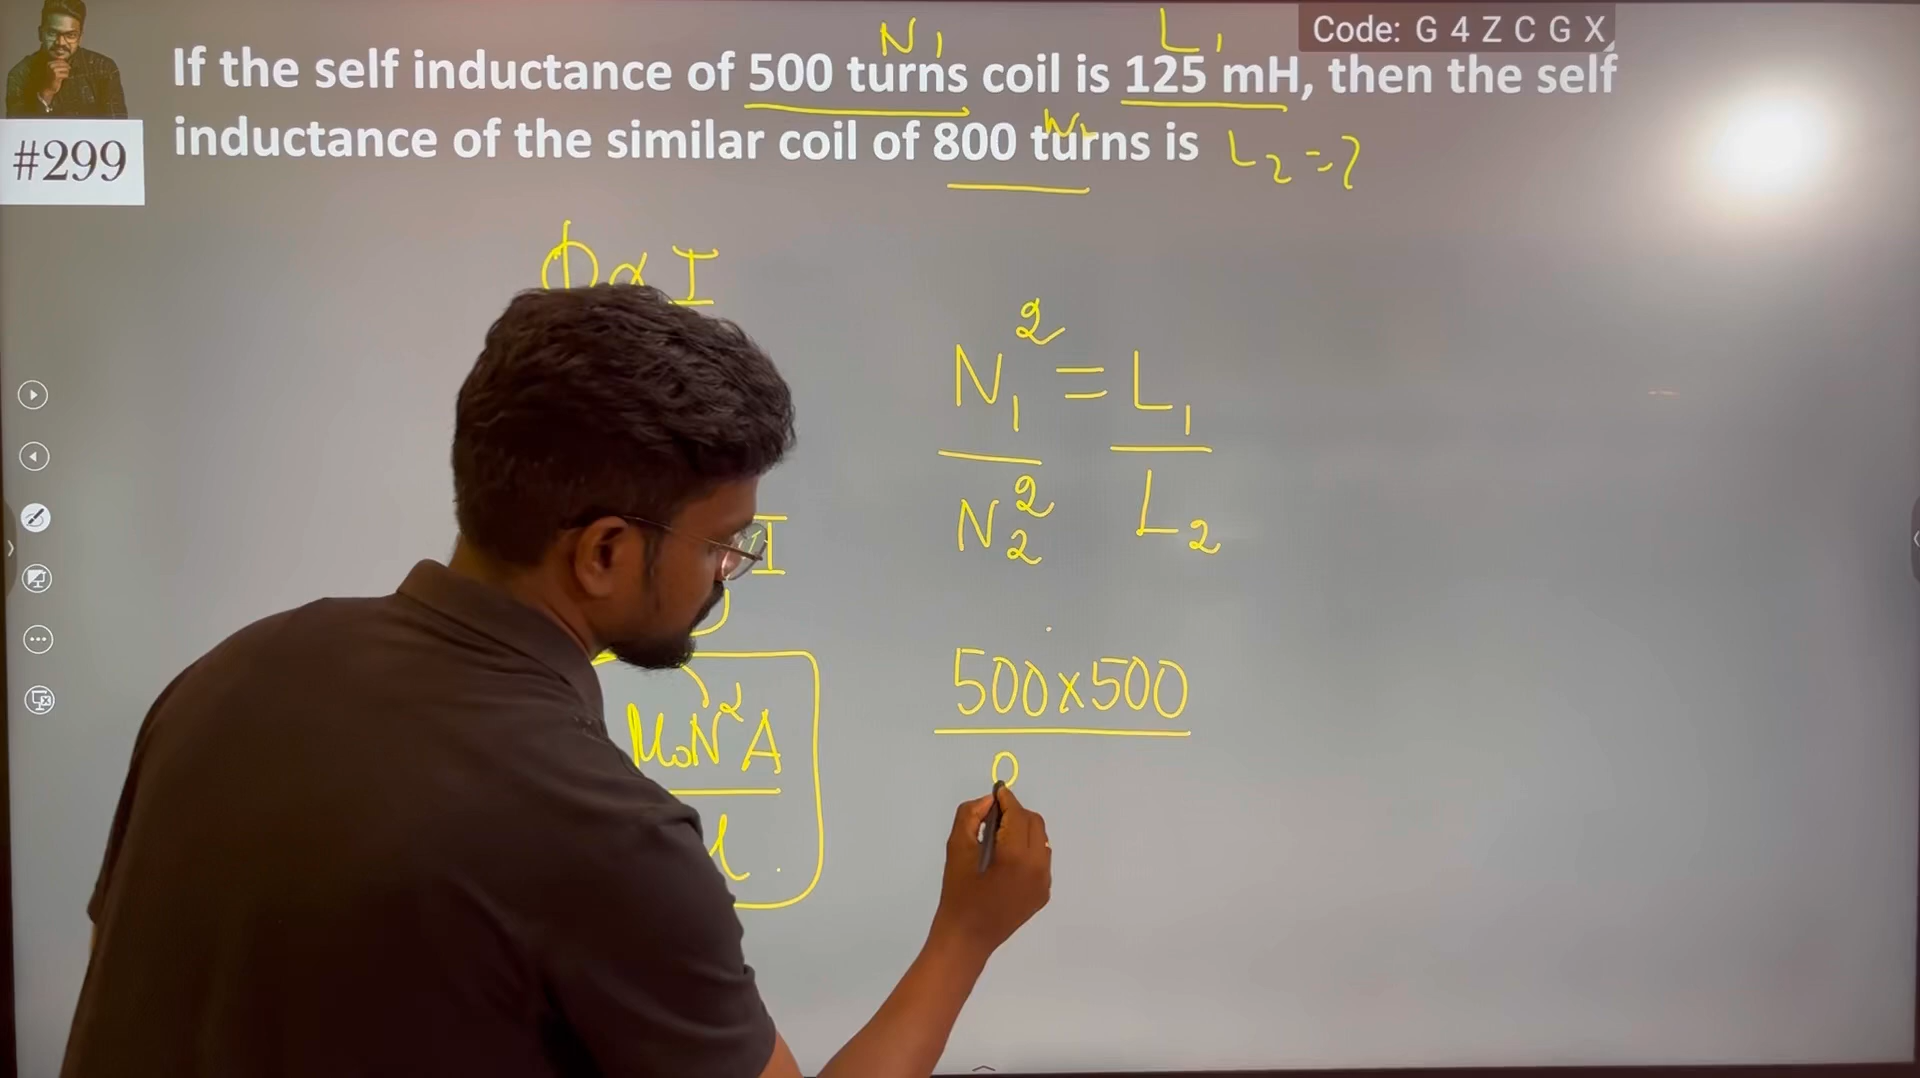 Code: G 4 Z C G X
N1 L1
If the self inductance of 500 turns coil is 125 mH, then the self
#299
inductance of the similar coil of 800 turns is L2 = ?
N2
Φ ∝ I
N1² = L1
N2² L2
I
500×500
μ₀N²A
l